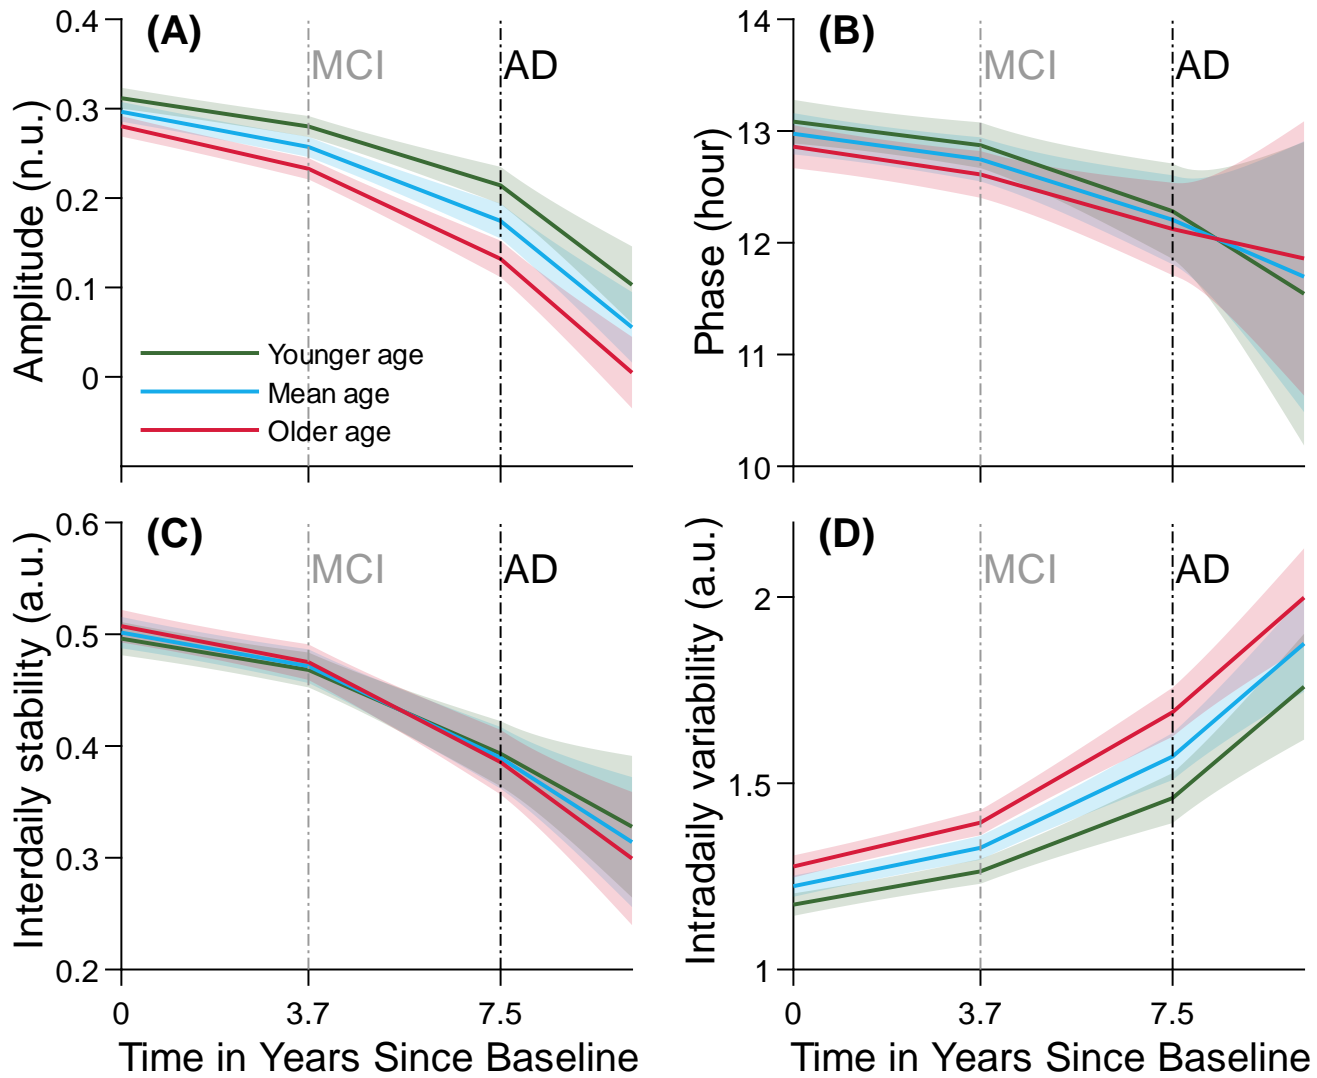 (A)
MCI
AD
0.4
0.3
0.2
0.1
0
Amplitude (n.u.)
Younger age
Mean age
Older age
(B)
MCI
AD
14
13
12
11
10
Phase (hour)
(C)
MCI
AD
0.6
0.5
0.4
0.3
0.2
Interdaily stability (a.u.)
0
3.7
7.5
Time in Years Since Baseline
(D)
MCI
AD
2
1.5
1
Intradaily variability (a.u.)
0
3.7
7.5
Time in Years Since Baseline